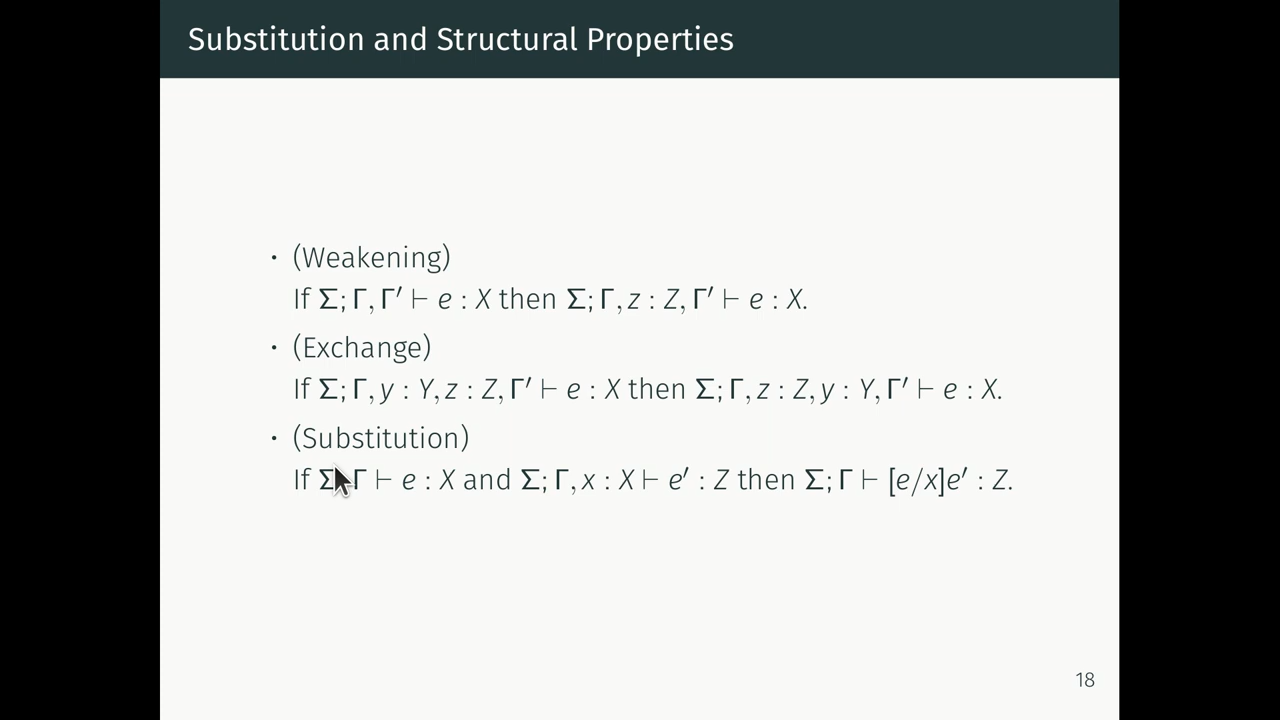 Substitution and Structural Properties
• (Weakening)
If Σ; Γ, Γ′ ⊢ e : X then Σ; Γ, z : Z, Γ′ ⊢ e : X.
• (Exchange)
If Σ; Γ, y : Y, z : Z, Γ′ ⊢ e : X then Σ; Γ, z : Z, y : Y, Γ′ ⊢ e : X.
• (Substitution)
If Σ; Γ ⊢ e : X and Σ; Γ, x : X ⊢ e′ : Z then Σ; Γ ⊢ [e/x]e′ : Z.
18